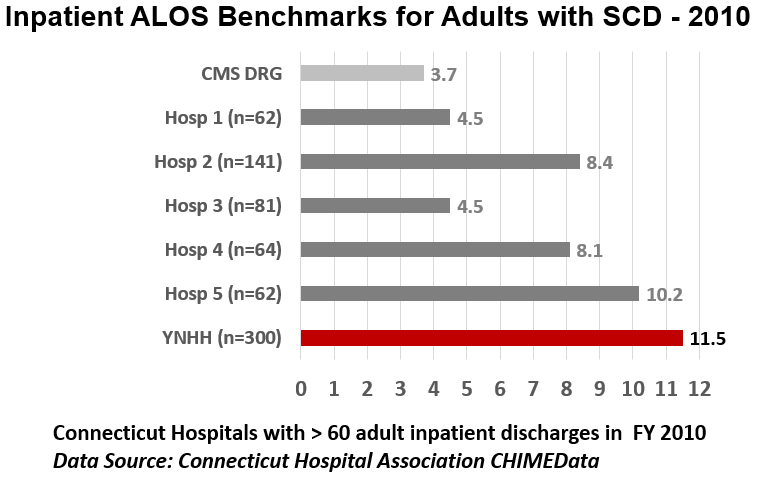 Inpatient ALOS Benchmarks for Adults with SCD - 2010
CMS DRG 3.7
Hosp 1 (n=62) 4.5
Hosp 2 (n=141) 8.4
Hosp 3 (n=81) 4.5
Hosp 4 (n=64) 8.1
Hosp 5 (n=62) 10.2
YNHH (n=300) 11.5
0 1 2 3 4 5 6 7 8 9 10 11 12
Connecticut Hospitals with > 60 adult inpatient discharges in FY 2010
Data Source: Connecticut Hospital Association CHIMEData